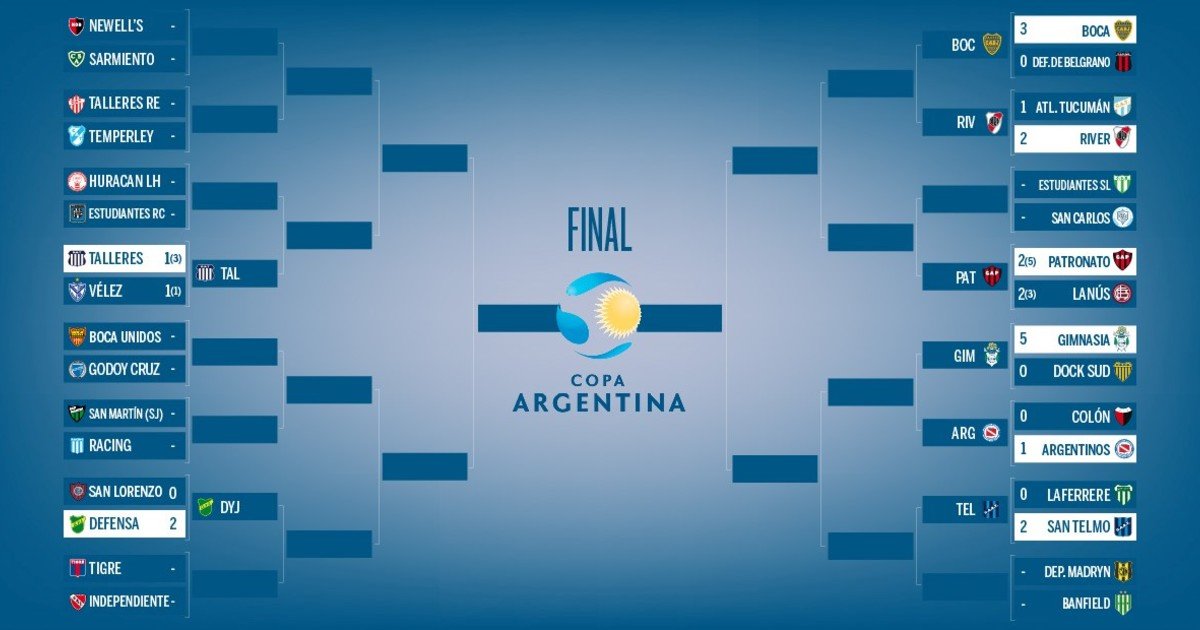 NEWELL'S -
SARMIENTO -
TALLERES RE -
TEMPERLEY -
HURACAN LH -
ESTUDIANTES RC -
TALLERES 1(3)
VÉLEZ 1(1)
TAL
BOCA UNIDOS -
GODOY CRUZ -
SAN MARTÍN (SJ) -
RACING -
SAN LORENZO 0
DEFENSA 2
DYJ
TIGRE -
INDEPENDIENTE -
FINAL
COPA
ARGENTINA
BOC
3 BOCA
0 DEF. DE BELGRANO
RIV
1 ATL. TUCUMÁN
2 RIVER
- ESTUDIANTES SL
- SAN CARLOS
PAT
2(5) PATRONATO
2(3) LANÚS
GIM
5 GIMNASIA
0 DOCK SUD
ARG
0 COLÓN
1 ARGENTINOS
TEL
0 LAFERRERE
2 SAN TELMO
- DEP. MADRYN
- BANFIELD